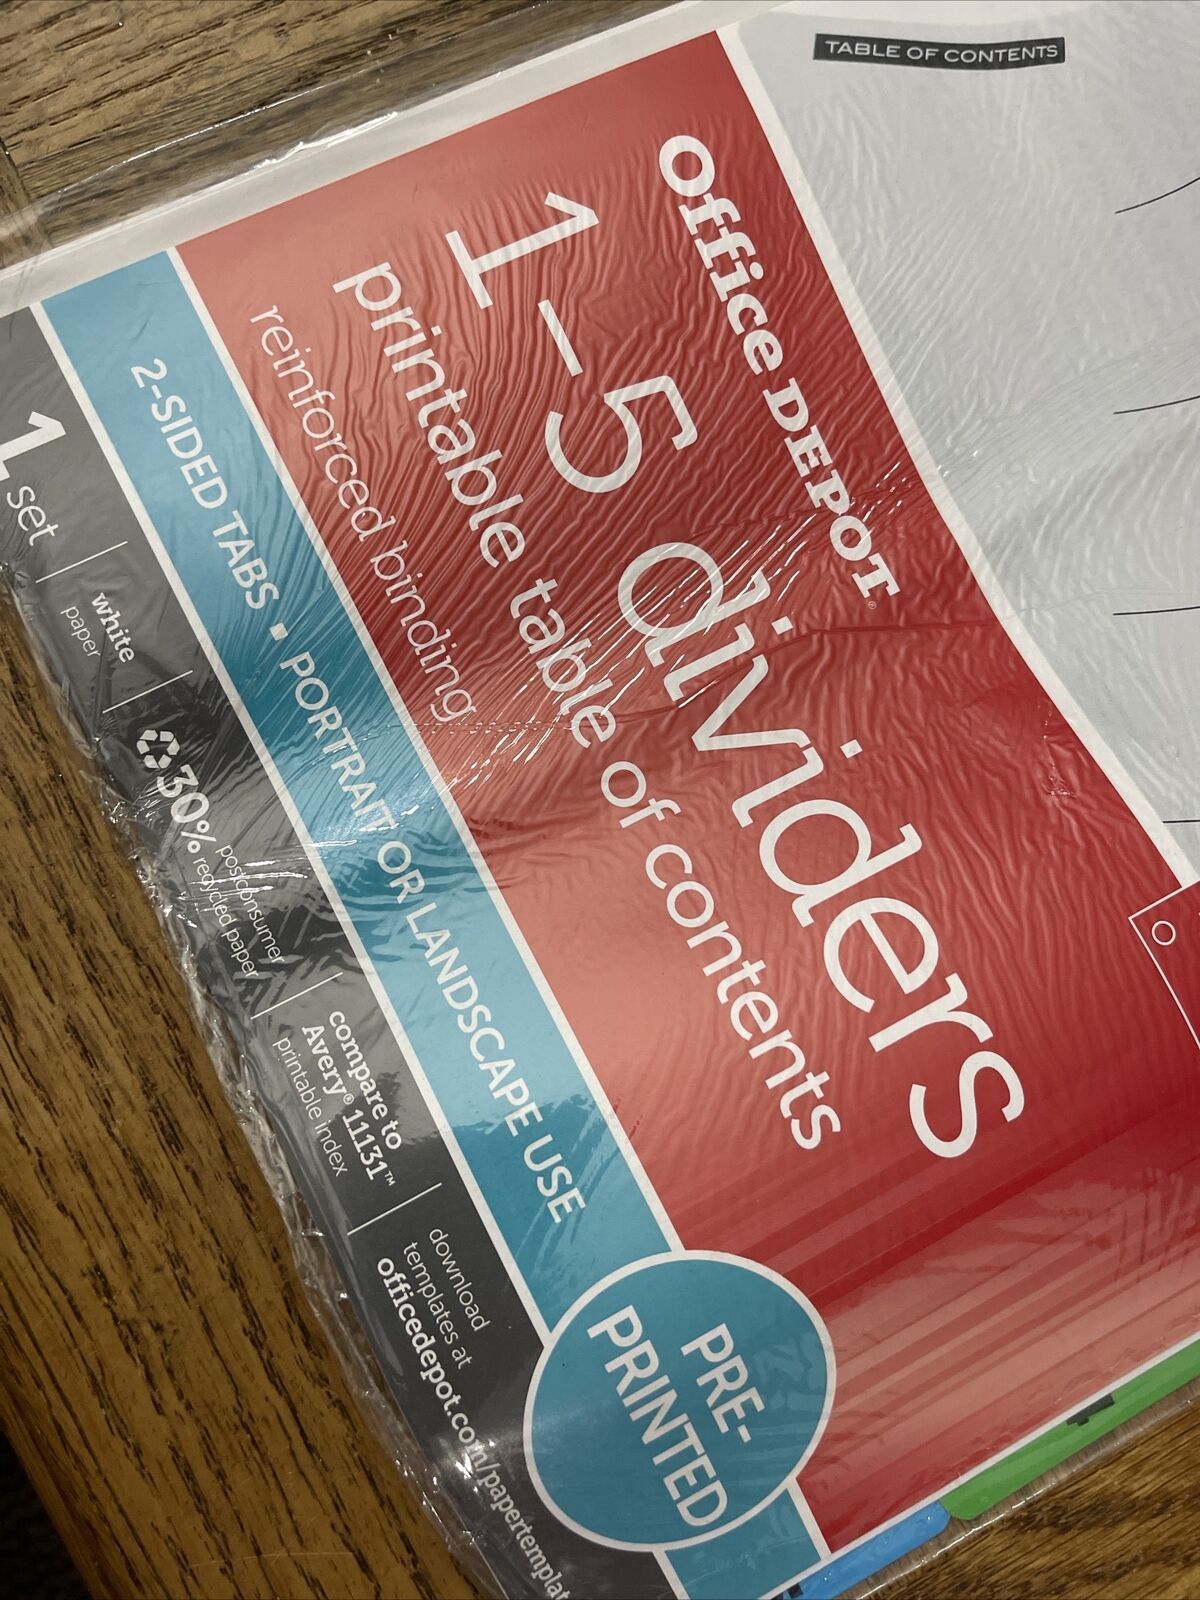 TABLE OF CONTENTS
Office DEPOT®
1-5 dividers
printable table of contents
reinforced binding
2-SIDED TABS ▪ PORTRAIT OR LANDSCAPE USE
PRE-
PRINTED
1 set
white
paper
30% postconsumer
recycled paper
compare to
Avery® 11131™
printable index
download
templates at
officedepot.com/papertemplat